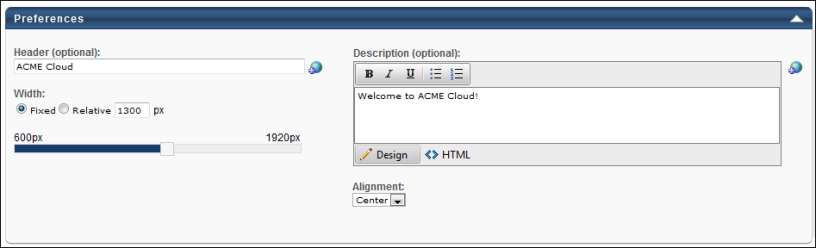 Preferences
Header (optional):
ACME Cloud
Width:
Fixed Relative 1300 px
600px 1920px
Description (optional):
B I U
Welcome to ACME Cloud!
Design HTML
Alignment:
Center